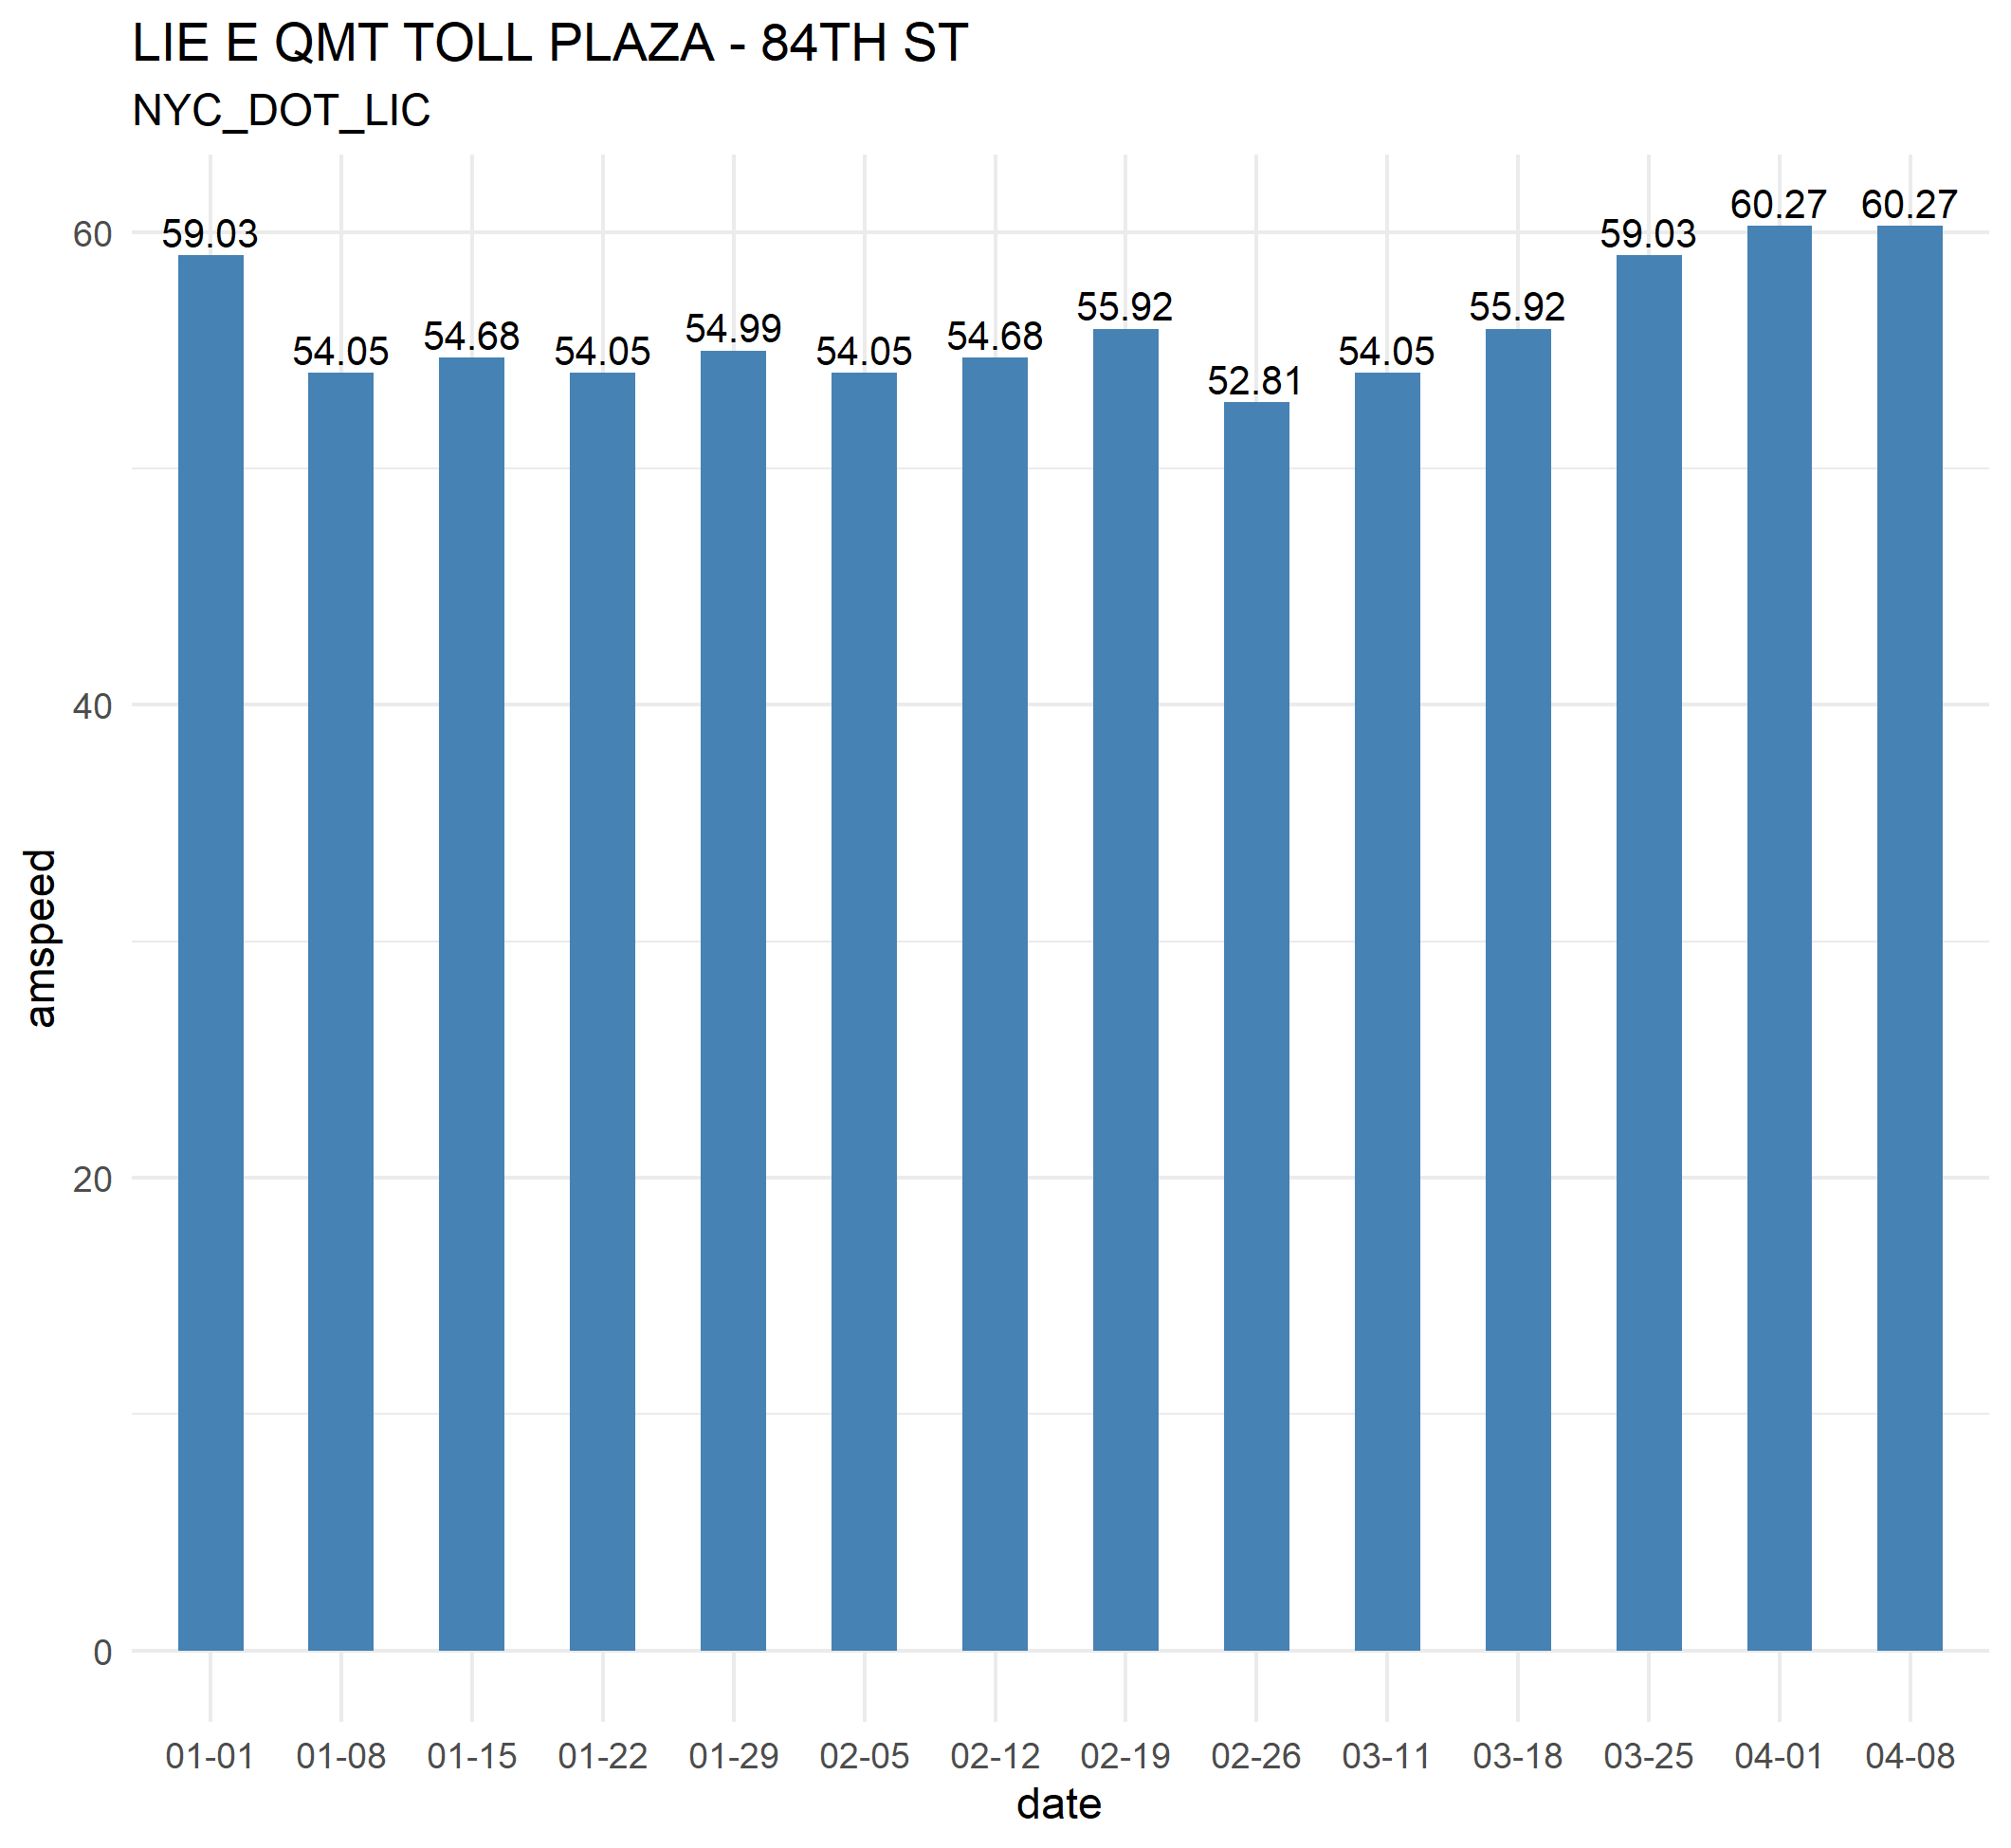 LIE E QMT TOLL PLAZA - 84TH ST
NYC_DOT_LIC
59.03 54.05 54.68 54.05 54.99 54.05 54.68 55.92 52.81 54.05 55.92 59.03 60.27 60.27
60
40
20
0
amspeed
01-01 01-08 01-15 01-22 01-29 02-05 02-12 02-19 02-26 03-11 03-18 03-25 04-01 04-08
date